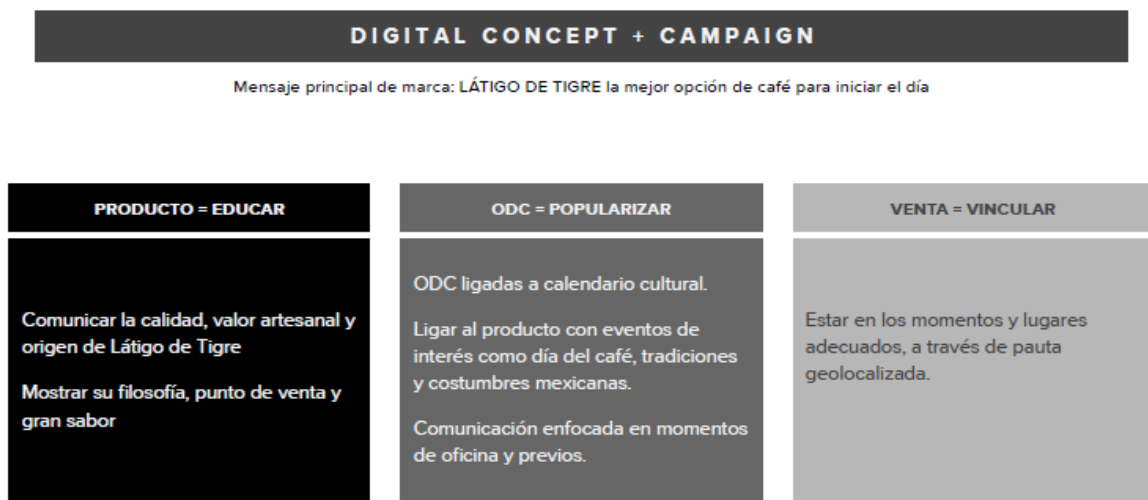 DIGITAL CONCEPT + CAMPAIGN
Mensaje principal de marca: LÁTIGO DE TIGRE la mejor opción de café para iniciar el día
PRODUCTO = EDUCAR
Comunicar la calidad, valor artesanal y
origen de Látigo de Tigre
Mostrar su filosofía, punto de venta y
gran sabor
ODC = POPULARIZAR
ODC ligadas a calendario cultural.
Ligar al producto con eventos de
interés como día del café, tradiciones
y costumbres mexicanas.
Comunicación enfocada en momentos
de oficina y previos.
VENTA = VINCULAR
Estar en los momentos y lugares
adecuados, a través de pauta
geolocalizada.